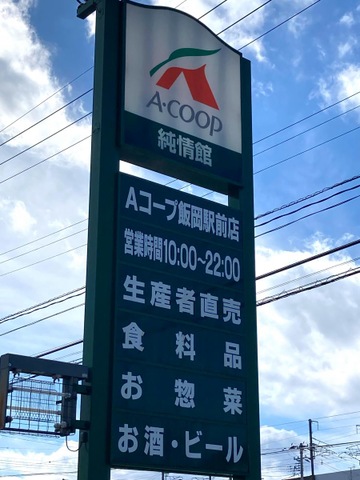 A·COOP
純情館
Aコープ飯岡駅前店
営業時間10:00~22:00
生産者直売
食料品
お惣菜
お酒・ビール